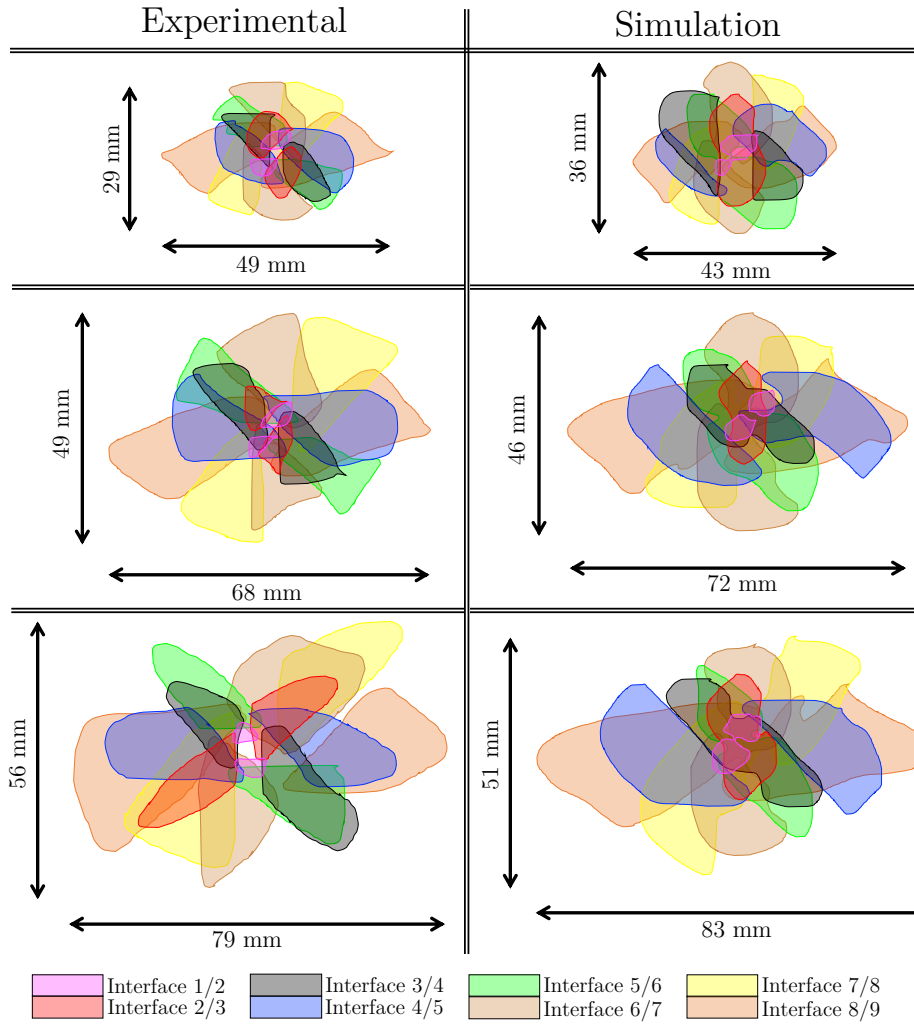 Experimental Simulation
29 mm
49 mm
36 mm
43 mm
49 mm
68 mm
46 mm
72 mm
56 mm
79 mm
51 mm
83 mm
Interface 1/2 Interface 3/4 Interface 5/6 Interface 7/8
Interface 2/3 Interface 4/5 Interface 6/7 Interface 8/9